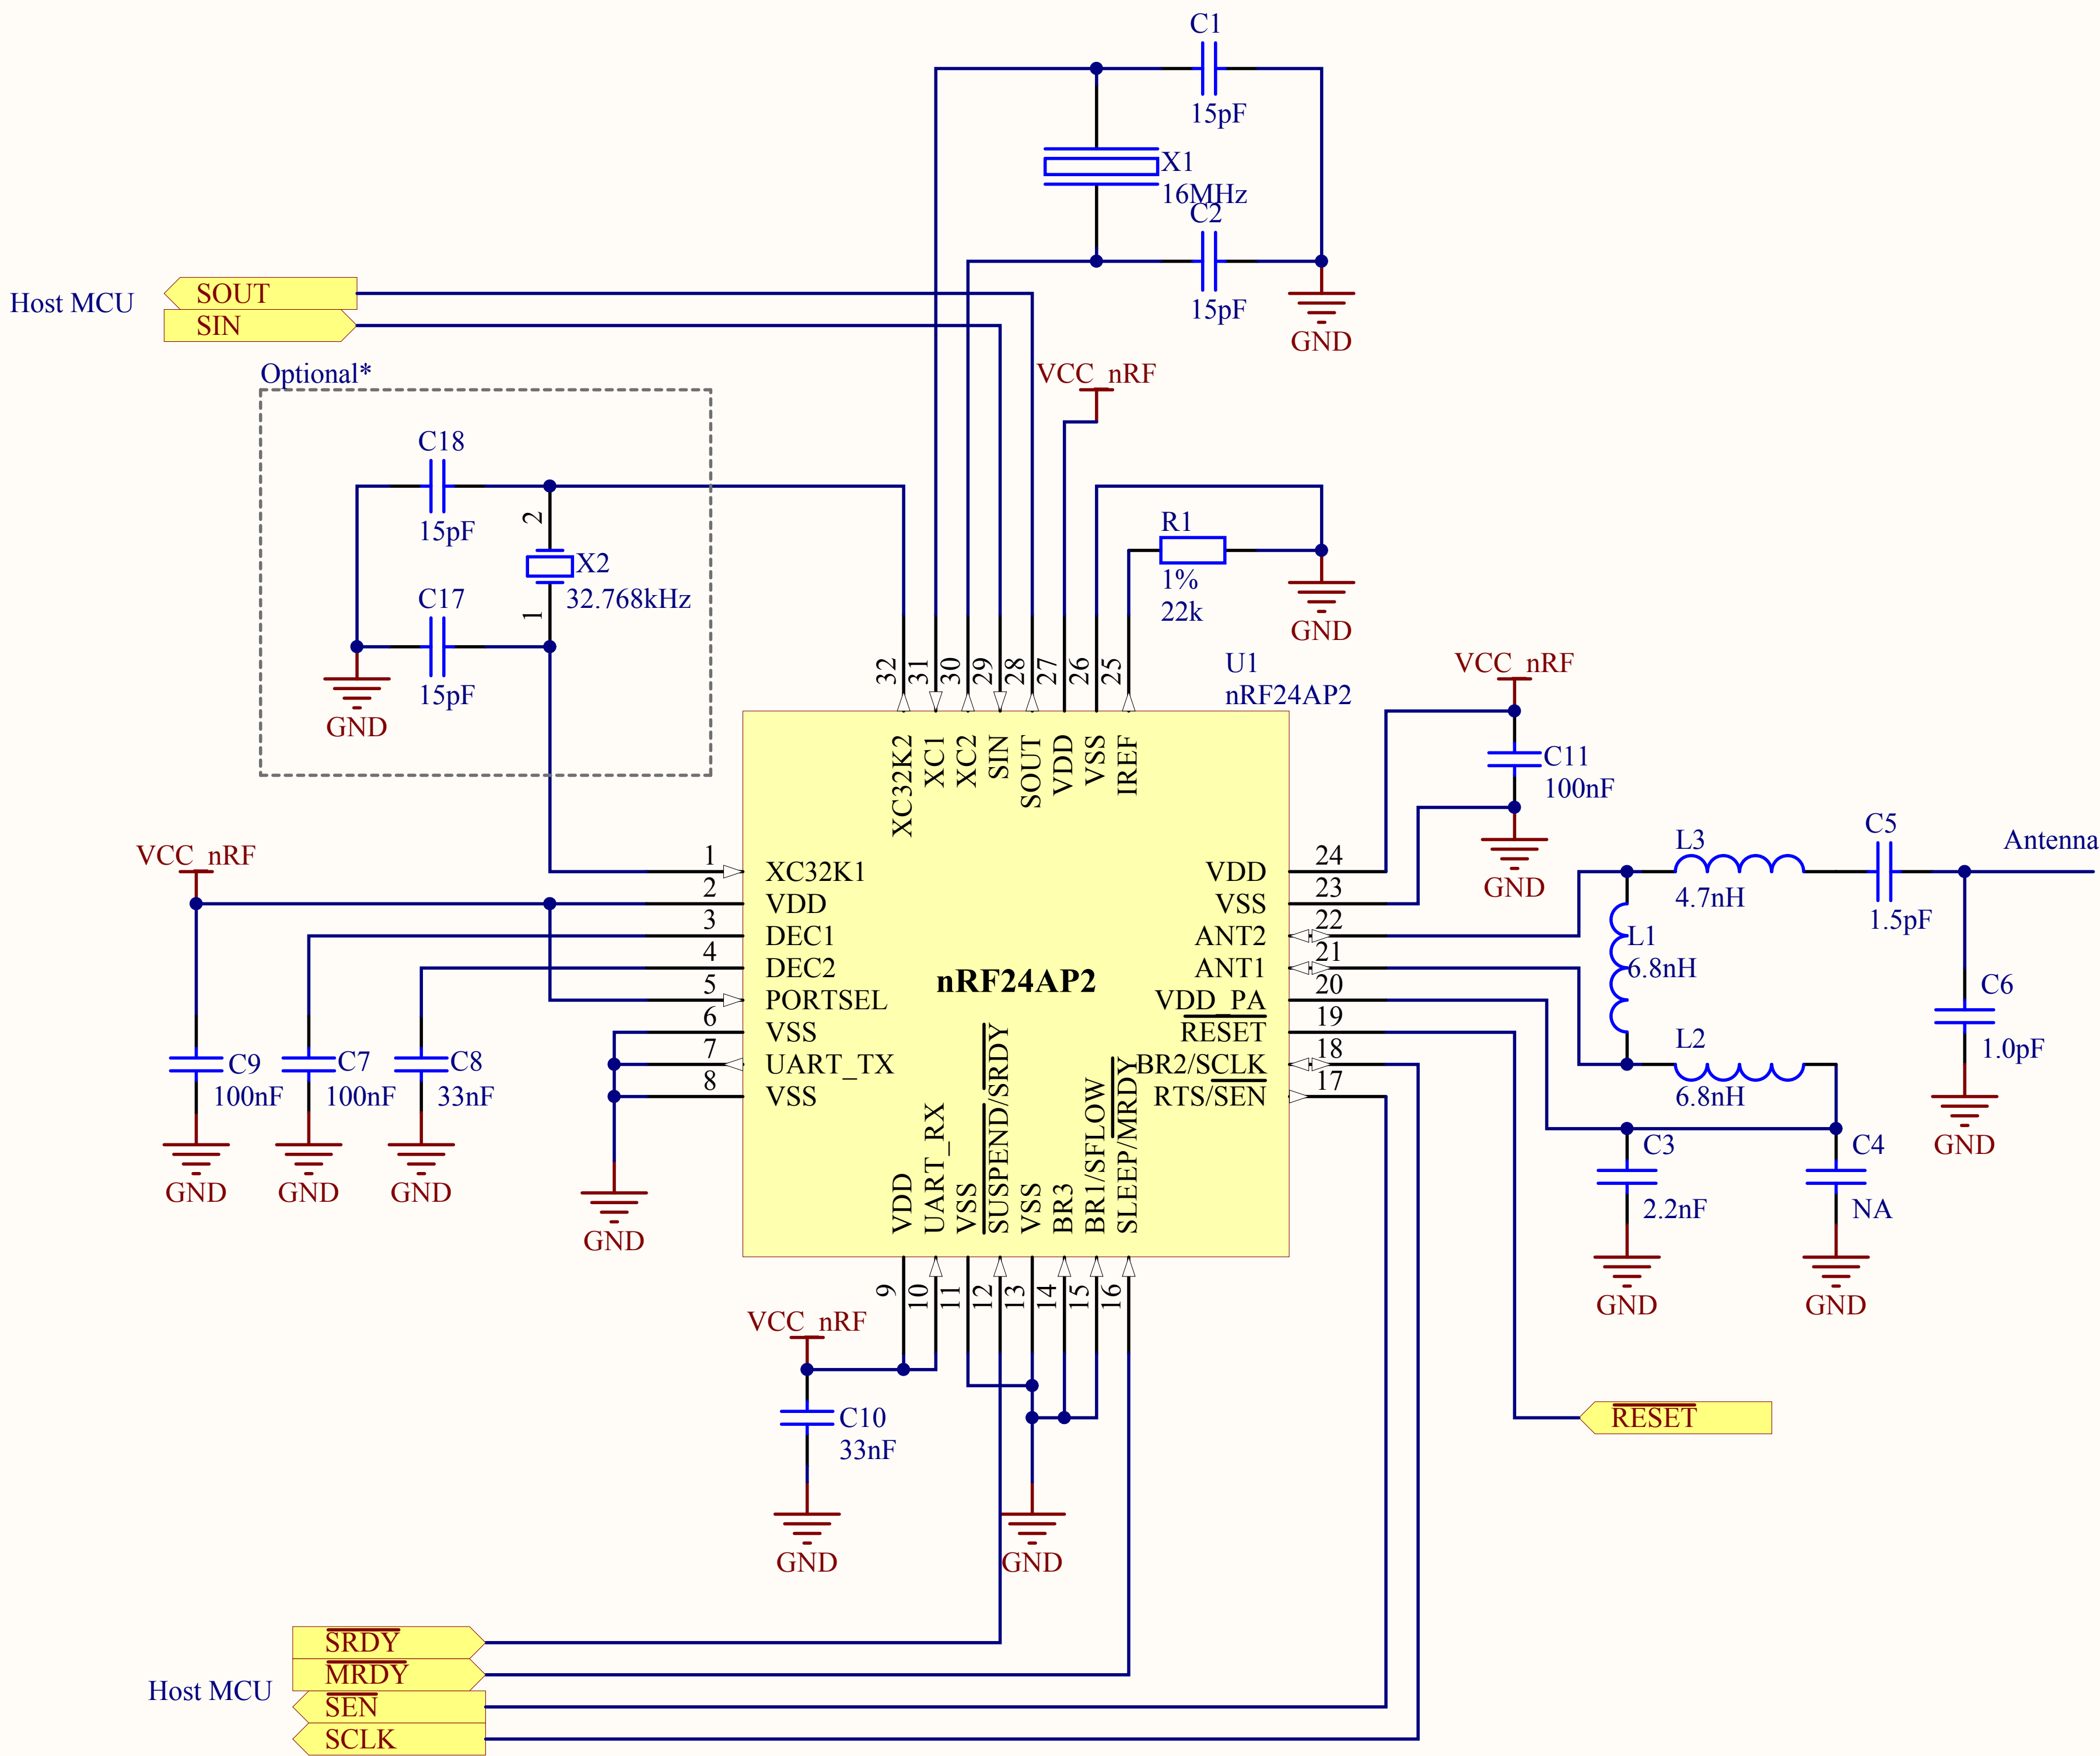 C1
15pF
X1
16MHz
C2
15pF
GND
Host MCU
SOUT
SIN
Optional*
VCC_nRF
C18
15pF
2
X2
32.768kHz
1
C17
15pF
GND
R1
1%
22k
GND
U1
nRF24AP2
32
31
30
29
28
27
26
25
XC32K2
XC1
XC2
SIN
SOUT
VDD
VSS
IREF
VCC_nRF
C11
100nF
GND
VCC_nRF
1
XC32K1
2
VDD
3
DEC1
4
DEC2
5
PORTSEL
6
VSS
7
UART_TX
8
VSS
nRF24AP2
24
VDD
23
VSS
22
ANT2
21
ANT1
20
VDD_PA
19
RESET
18
BR2/SCLK
17
RTS/SEN
L3
4.7nH
C5
1.5pF
Antenna
L1
6.8nH
L2
6.8nH
C6
1.0pF
GND
C3
2.2nF
GND
C4
NA
GND
C9
100nF
GND
C7
100nF
GND
C8
33nF
GND
GND
VDD
UART_RX
VSS
SUSPEND/SRDY
VSS
BR3
BR1/SFLOW
SLEEP/MRDY
9
10
11
12
13
14
15
16
VCC_nRF
C10
33nF
GND
GND
RESET
Host MCU
SRDY
MRDY
SEN
SCLK